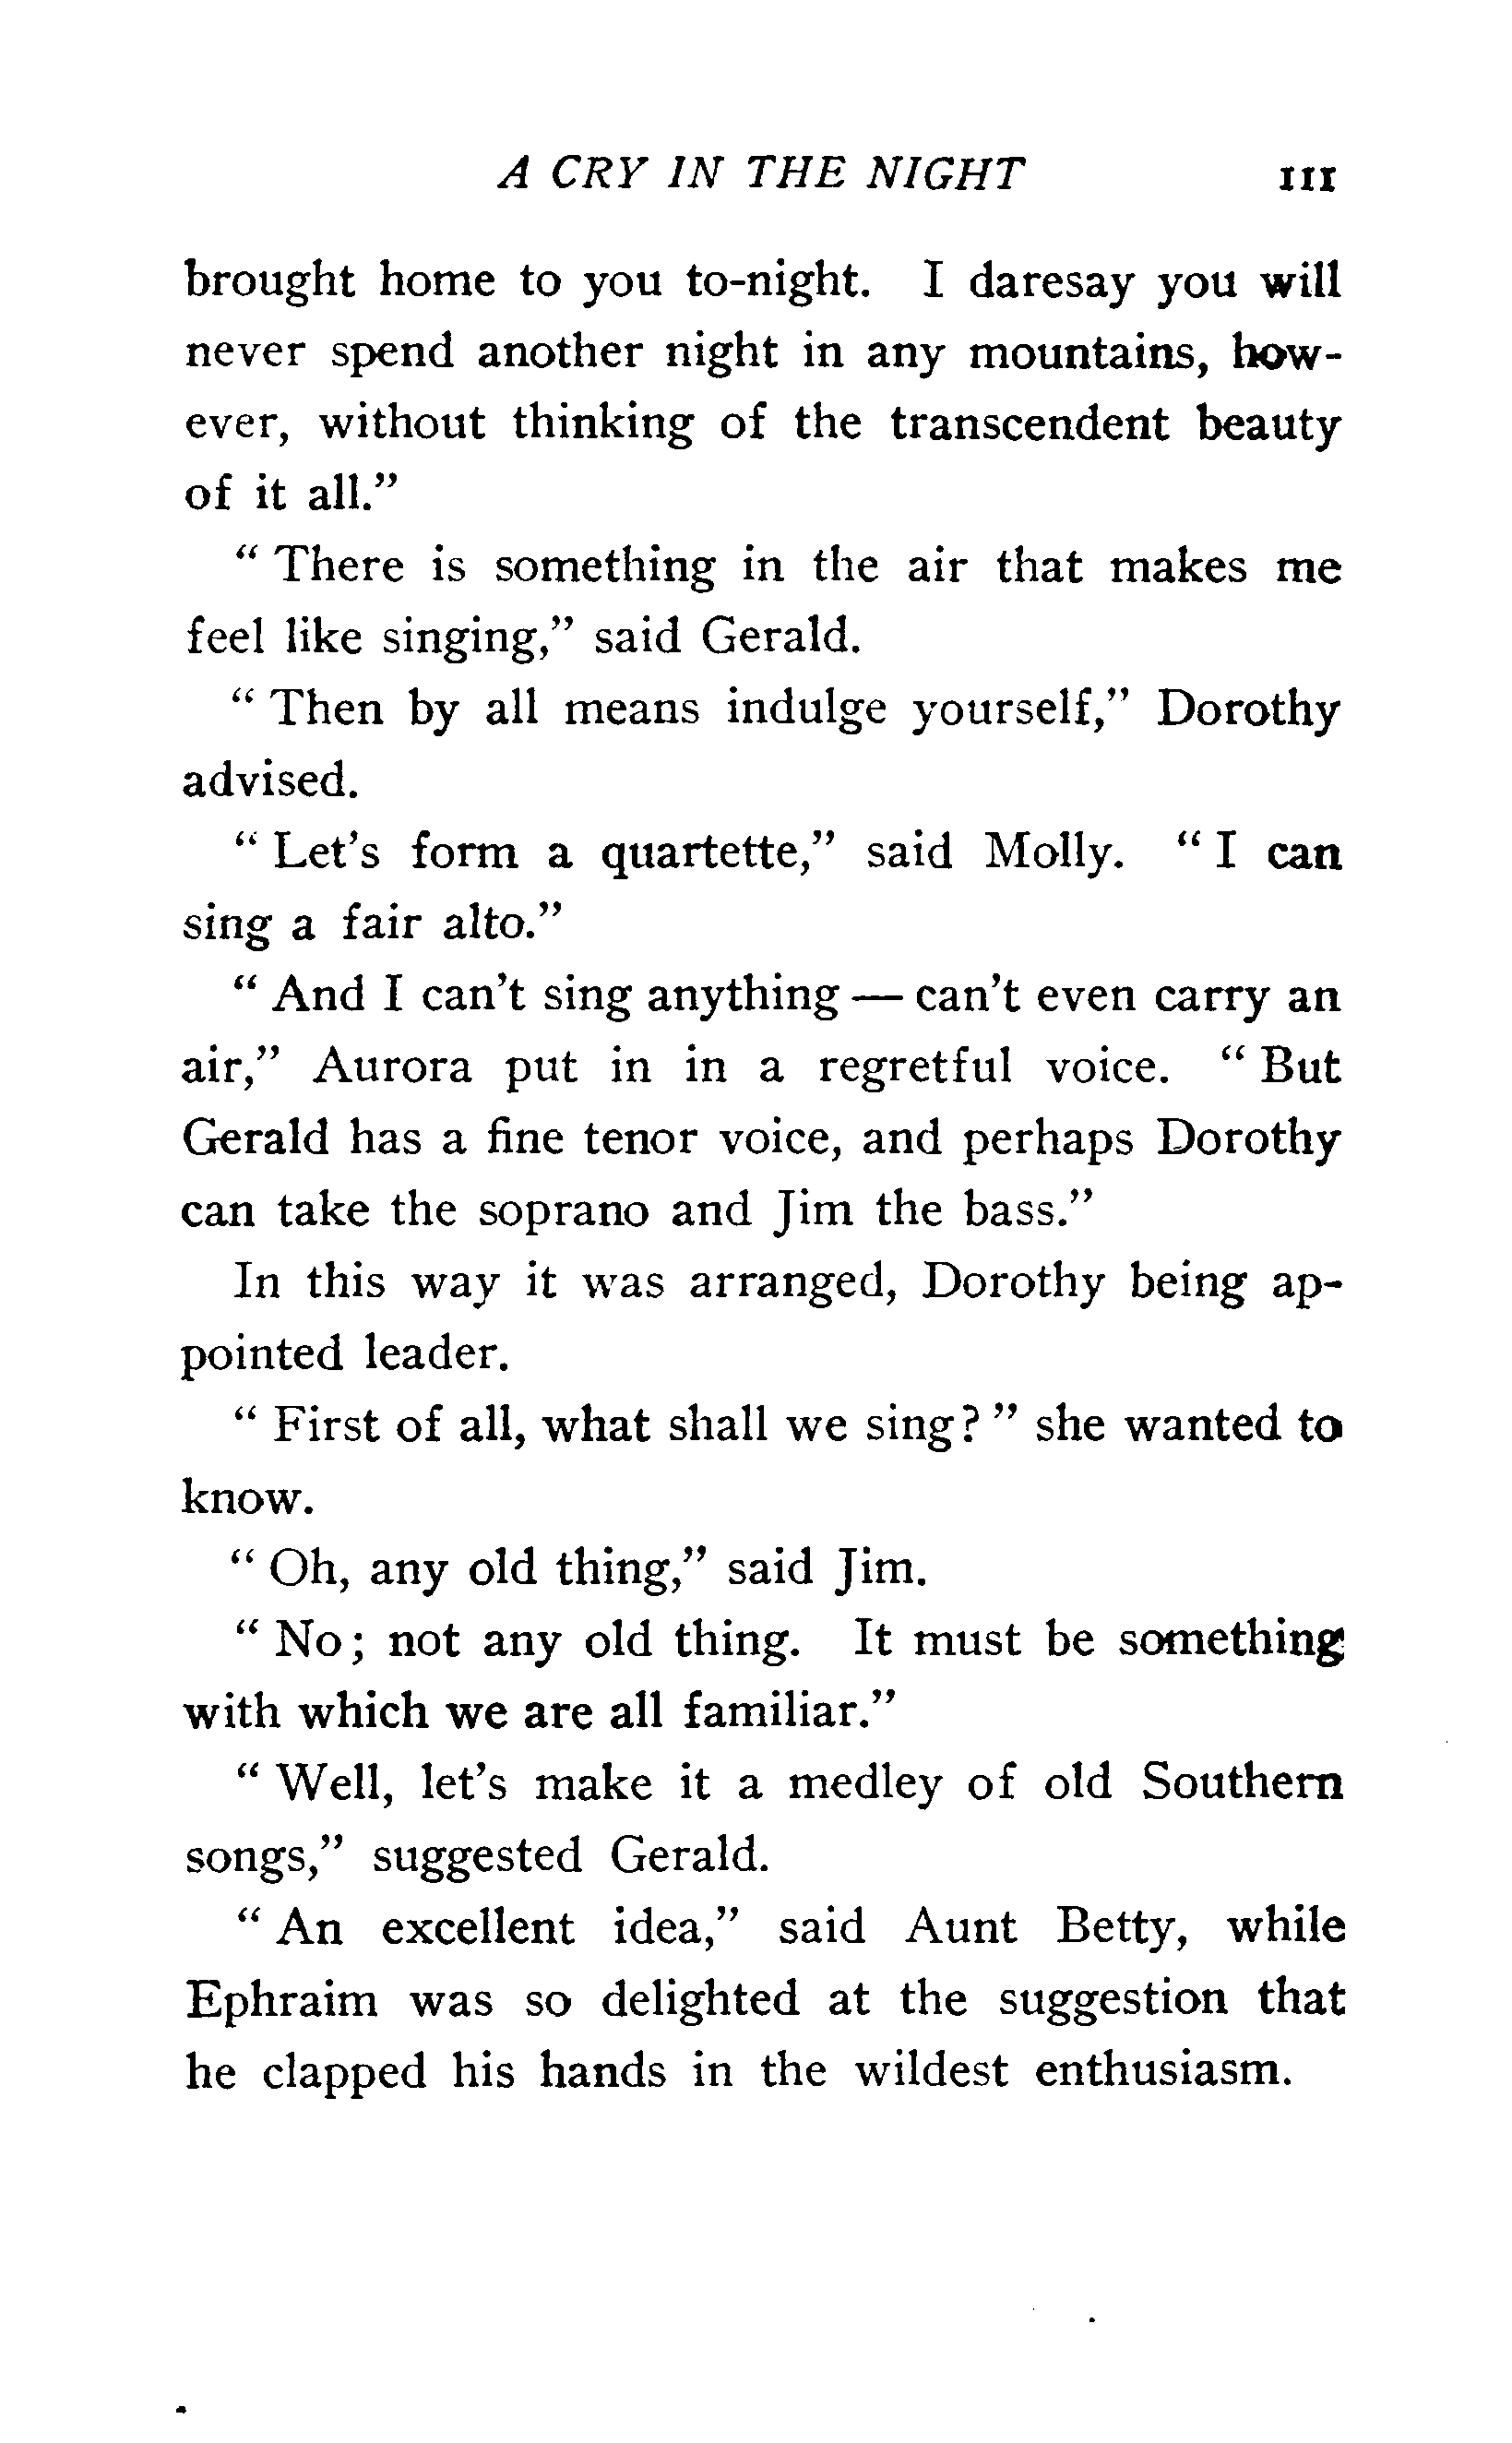 A CRY IN THE NIGHT 111
brought home to you to-night. I daresay you will
never spend another night in any mountains, how-
ever, without thinking of the transcendent beauty
of it all."
" There is something in the air that makes me
feel like singing," said Gerald.
" Then by all means indulge yourself," Dorothy
advised.
" Let's form a quartette," said Molly. " I can
sing a fair alto."
" And I can't sing anything — can't even carry an
air," Aurora put in in a regretful voice. " But
Gerald has a fine tenor voice, and perhaps Dorothy
can take the soprano and Jim the bass."
In this way it was arranged, Dorothy being ap-
pointed leader.
" First of all, what shall we sing? " she wanted to
know.
" Oh, any old thing," said Jim.
" No; not any old thing. It must be something
with which we are all familiar."
" Well, let's make it a medley of old Southern
songs," suggested Gerald.
" An excellent idea," said Aunt Betty, while
Ephraim was so delighted at the suggestion that
he clapped his hands in the wildest enthusiasm.